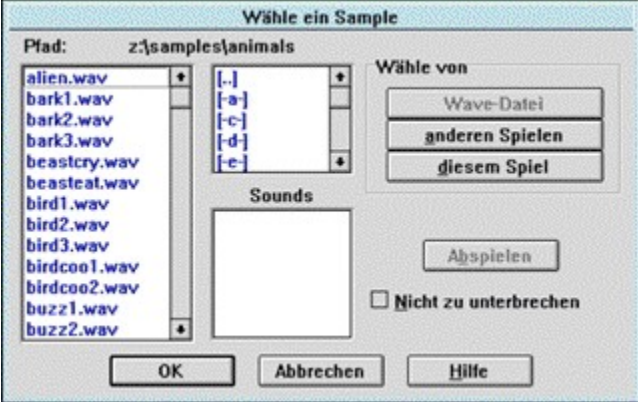 Wähle ein Sample
Pfad: z:\samples\animals
alien.wav
bark1.wav
bark2.wav
bark3.wav
beastcry.wav
beasteat.wav
bird1.wav
bird2.wav
bird3.wav
birdcoo1.wav
birdcoo2.wav
buzz1.wav
buzz2.wav
[..]
[-a-]
[-c-]
[-d-]
[-e-]
Sounds
Wähle von
Wave-Datei
anderen Spielen
diesem Spiel
Abspielen
Nicht zu unterbrechen
OK Abbrechen Hilfe